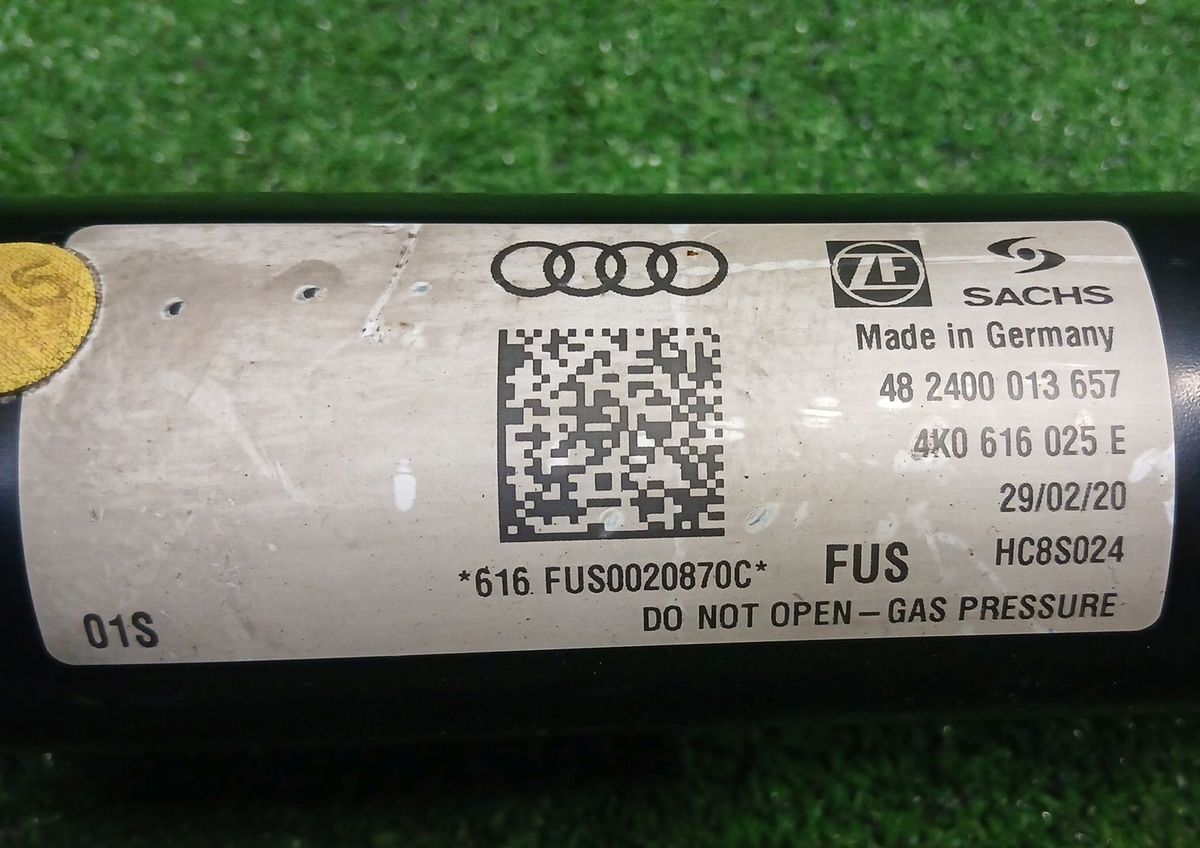 ZF
SACHS
Made in Germany
48 2400 013 657
4K0 616 025 E
29/02/20
HC8S024
FUS
*616 FUS0020870C*
DO NOT OPEN – GAS PRESSURE
01S